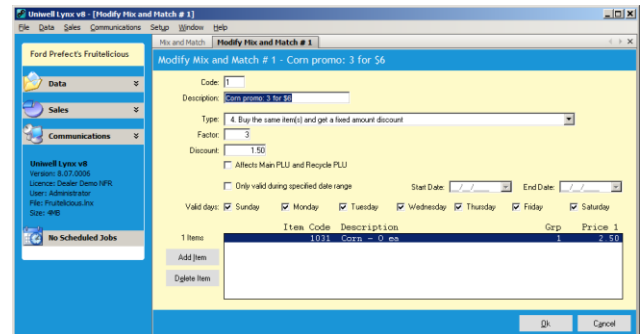 Uniwell Lynx v8 - [Modify Mix and Match # 1]
File Data Sales Communications Setup Window Help
Mix and Match Modify Mix and Match # 1
Ford Prefect's Fruitelicious
Modify Mix and Match # 1 - Corn promo: 3 for $6
Data
Sales
Communications
Uniwell Lynx v8
Version: 8.07.0006
Licence: Dealer Demo NFR
User: Administrator
File: Fruitelicious.lnx
Size: 4MB
No Scheduled Jobs
Code: 1
Description: Corn promo: 3 for $6
Type: 4. Buy the same item(s) and get a fixed amount discount
Factor: 3
Discount: 1.50
Affects Main PLU and Recycle PLU
Only valid during specified date range Start Date: _/_/__ End Date: _/_/__
Valid days: Sunday Monday Tuesday Wednesday Thursday Friday Saturday
Item Code Description Grp Price 1
1 Items 1031 Corn - O ea 1 2.50
Add Item
Delete Item
Ok Cancel